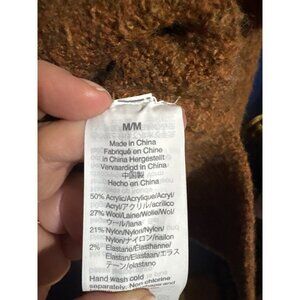 M/M
Made in China
Fabriqué en Chine
in China Hergestellt
Vervaardigd in China
中国製
Hecho en China
50% Acrylic/Acrylique/Acryl/
Acryl/アクリル/acrílico
27% Wool/Laine/Wolle/Wol/
ウール/lana
21% Nylon/Nylon/Nylon/
Nylon/ナイロン/nailon
2% Elastane/Elasthanne/
Elastan/Elastaan/エラス
テーン/elastano
Hand wash cold
separately. Non chlorine